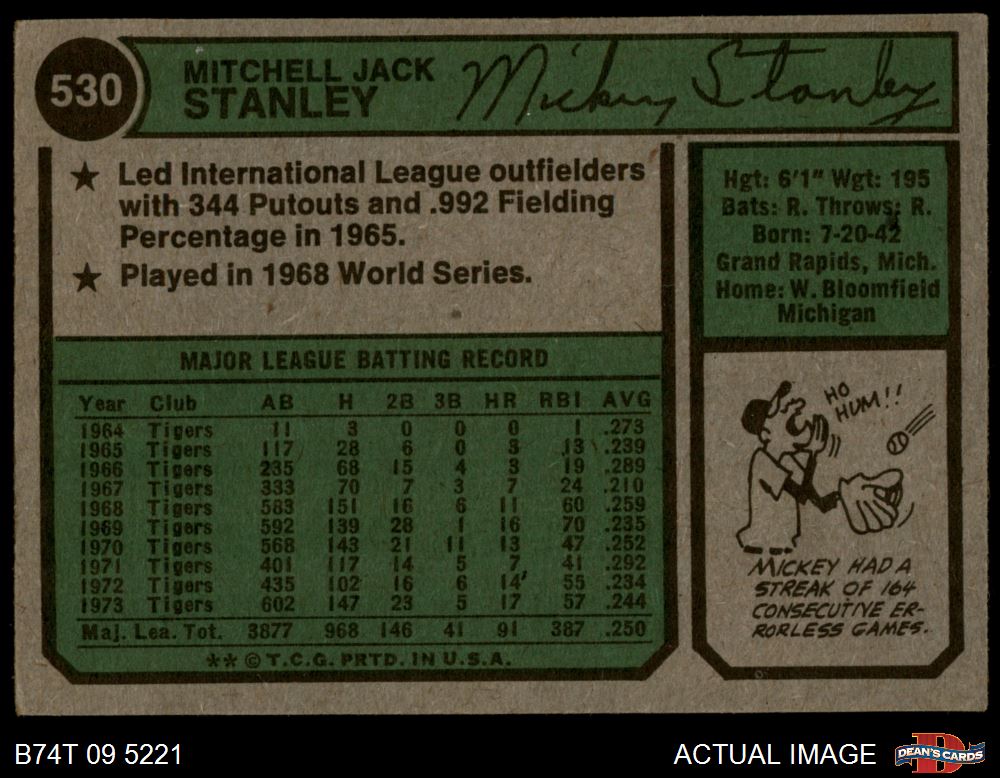 530
MITCHELL JACK
STANLEY
Mickey Stanley
★ Led International League outfielders
with 344 Putouts and .992 Fielding
Percentage in 1965.
★ Played in 1968 World Series.
Hgt: 6'1" Wgt: 195
Bats: R. Throws: R.
Born: 7-20-42
Grand Rapids, Mich.
Home: W. Bloomfield
Michigan
MAJOR LEAGUE BATTING RECORD
Year Club AB H 2B 3B HR RBI AVG
1964 Tigers 11 3 0 0 0 1 .273
1965 Tigers 117 28 6 0 3 13 .239
1966 Tigers 235 68 15 4 3 19 .289
1967 Tigers 333 70 7 3 7 24 .210
1968 Tigers 583 151 16 6 11 60 .259
1969 Tigers 592 139 28 1 16 70 .235
1970 Tigers 568 143 21 11 13 47 .252
1971 Tigers 401 117 14 5 7 41 .292
1972 Tigers 435 102 16 6 14 55 .234
1973 Tigers 602 147 23 5 17 57 .244
Maj. Lea. Tot. 3877 968 146 41 91 387 .250
** © T.C.G. PRTD. IN U.S.A.
HO
HUM!!
MICKEY HAD A
STREAK OF 164
CONSECUTIVE ER-
RORLESS GAMES.
B74T 09 5221
ACTUAL IMAGE
DEAN'S CARDS